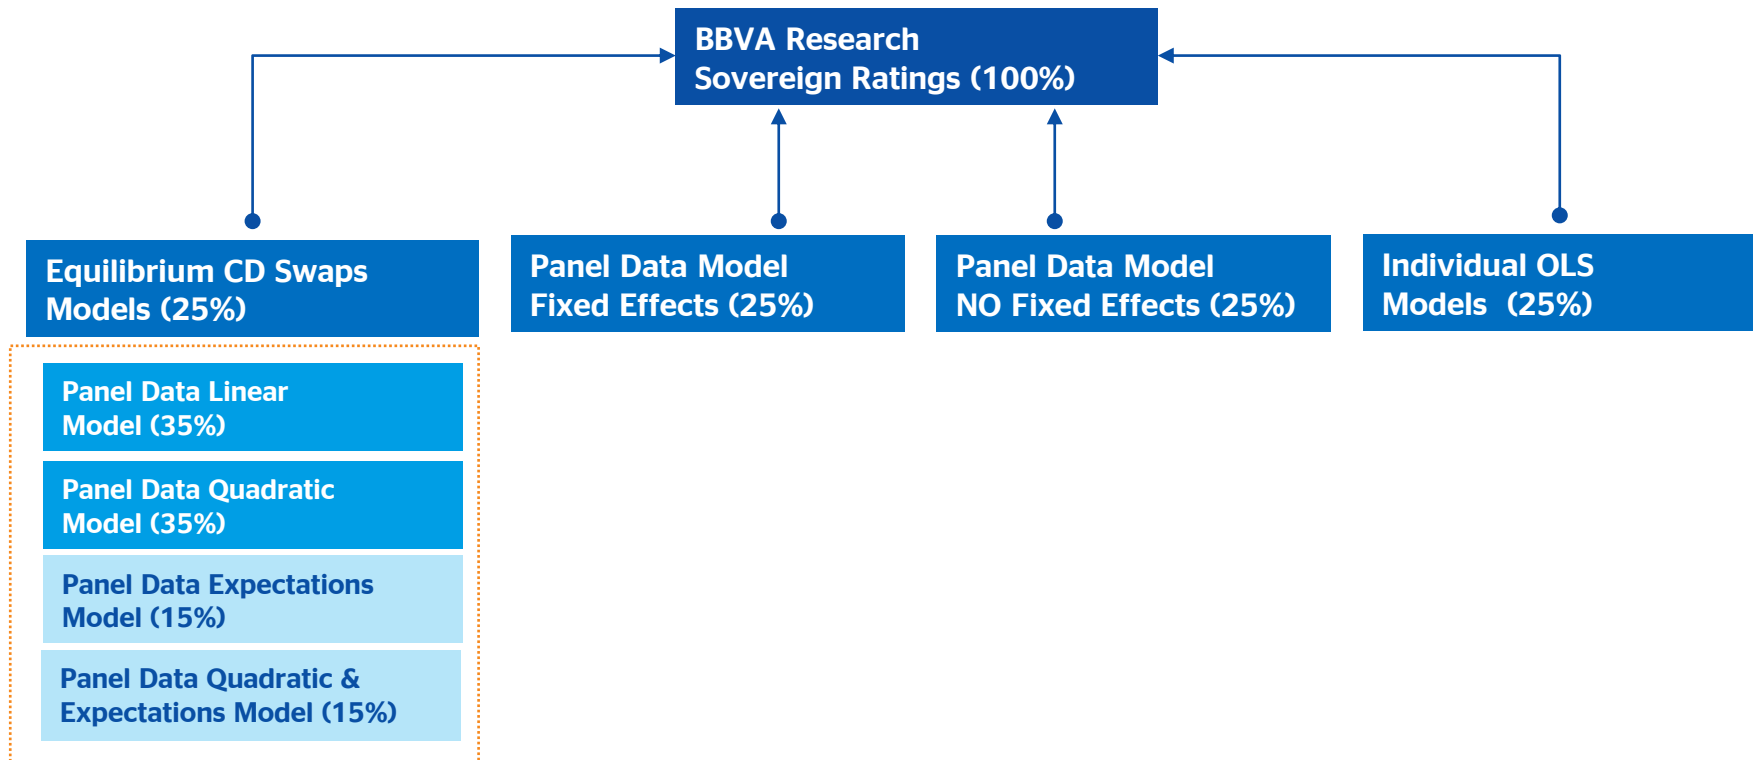 BBVA Research
Sovereign Ratings (100%)
Equilibrium CD Swaps
Models (25%)
Panel Data Model
Fixed Effects (25%)
Panel Data Model
NO Fixed Effects (25%)
Individual OLS
Models (25%)
Panel Data Linear
Model (35%)
Panel Data Quadratic
Model (35%)
Panel Data Expectations
Model (15%)
Panel Data Quadratic &
Expectations Model (15%)